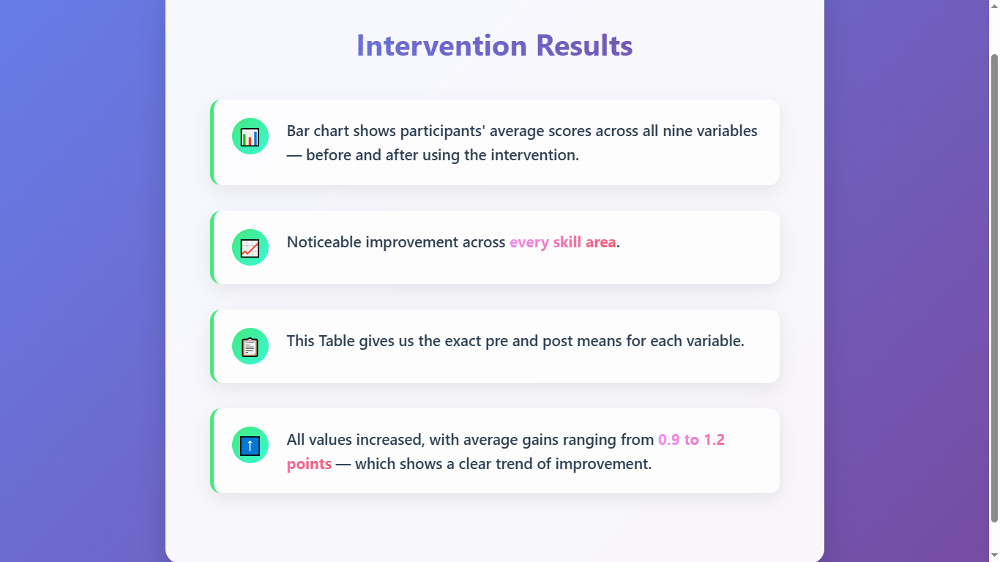 Intervention Results
Bar chart shows participants' average scores across all nine variables
— before and after using the intervention.
Noticeable improvement across every skill area.
This Table gives us the exact pre and post means for each variable.
All values increased, with average gains ranging from 0.9 to 1.2
points — which shows a clear trend of improvement.